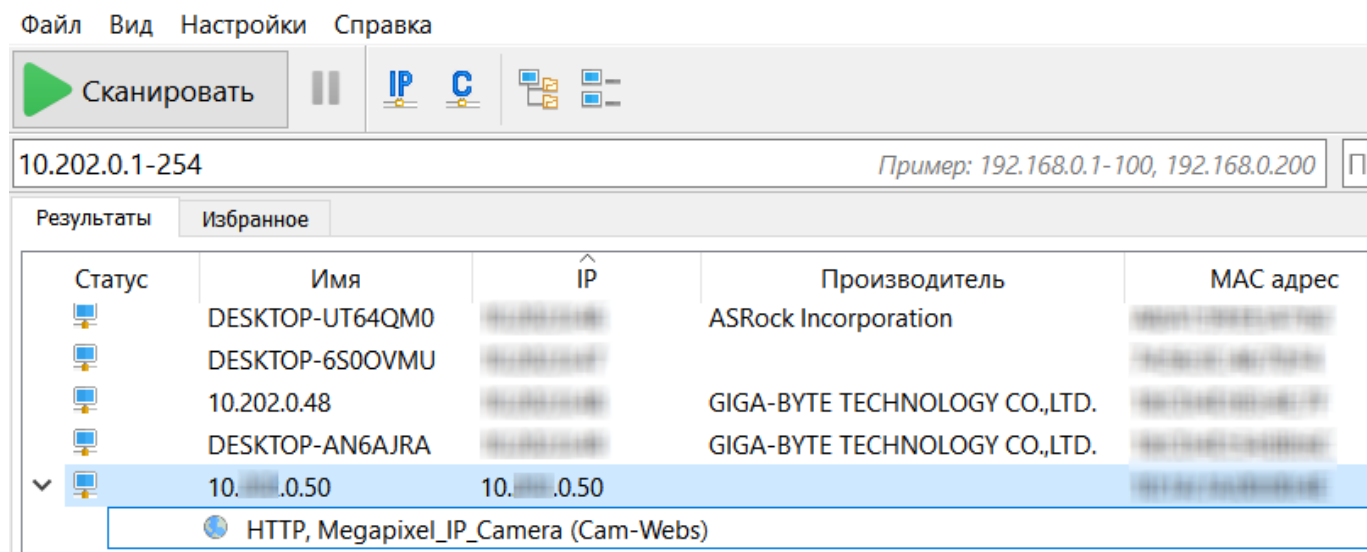 Файл Вид Настройки Справка
Сканировать IP C
10.202.0.1-254 Пример: 192.168.0.1-100, 192.168.0.200
Результаты Избранное
Статус Имя IP Производитель MAC адрес
DESKTOP-UT64QM0 ASRock Incorporation
DESKTOP-6S0OVMU
10.202.0.48 GIGA-BYTE TECHNOLOGY CO.,LTD.
DESKTOP-AN6AJRA GIGA-BYTE TECHNOLOGY CO.,LTD.
10. .0.50 10. .0.50
HTTP, Megapixel_IP_Camera (Cam-Webs)